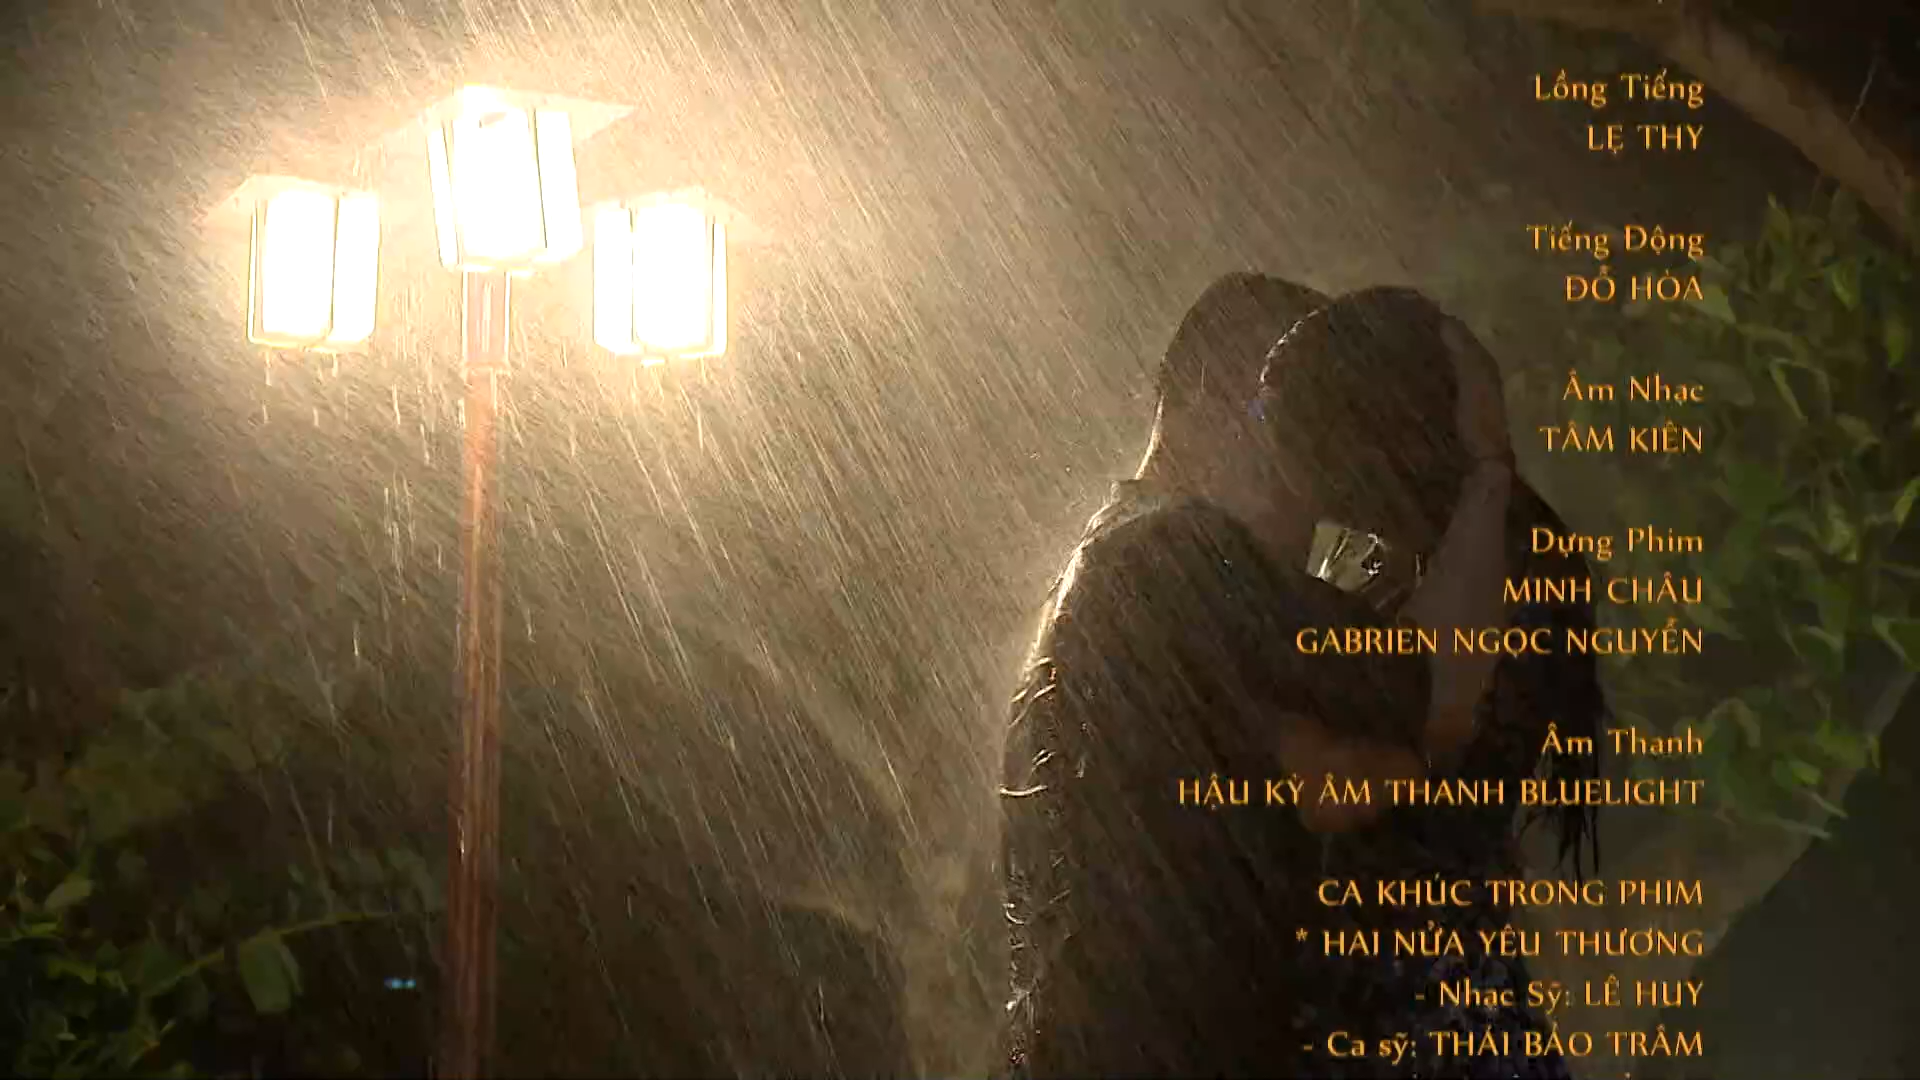 Lồng Tiếng
LỆ THY
Tiếng Động
ĐỖ HÒA
Âm Nhạc
TÂM KIÊN
Dựng Phim
MINH CHÂU
GABRIEN NGỌC NGUYỄN
Âm Thanh
HẬU KỲ ÂM THANH BLUELIGHT
CA KHÚC TRONG PHIM
* HAI NỬA YÊU THƯƠNG
- Nhạc Sỹ: LÊ HUY
- Ca sỹ: THÁI BẢO TRÂM